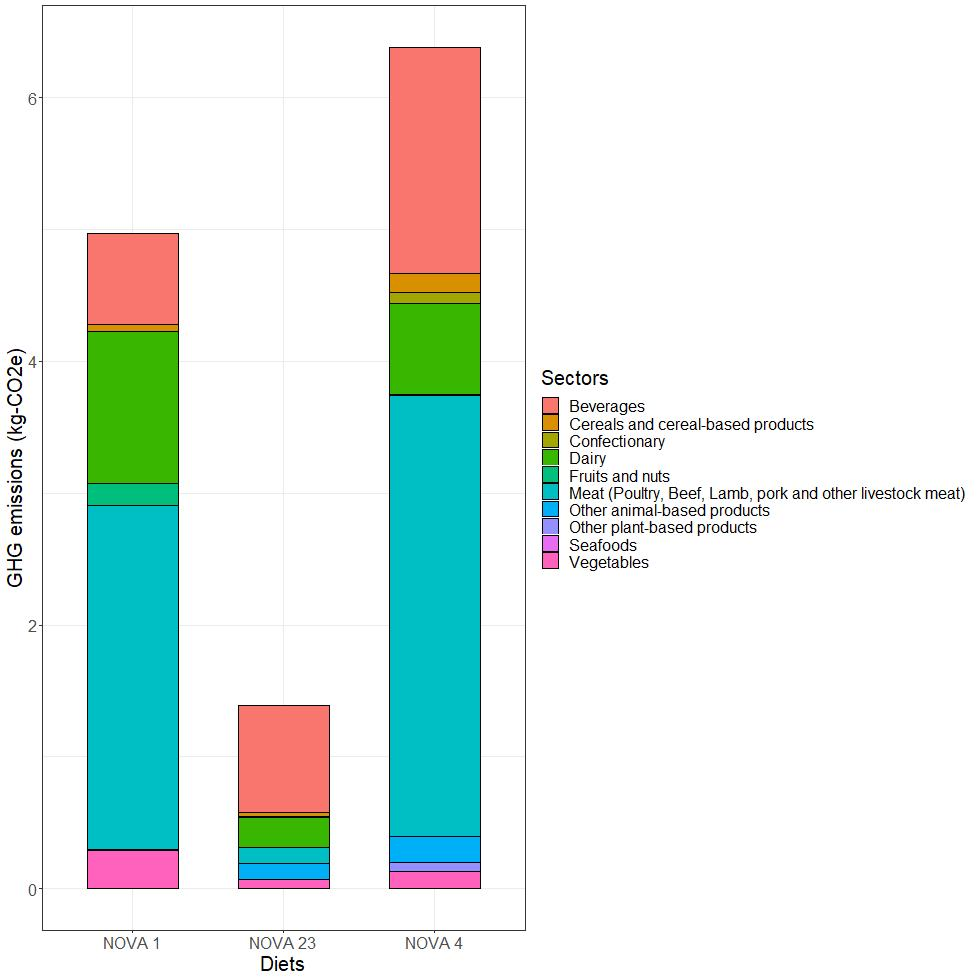 GHG emissions (kg-CO2e)
6
4
2
0
NOVA 1
NOVA 23
NOVA 4
Diets
Sectors
Beverages
Cereals and cereal-based products
Confectionary
Dairy
Fruits and nuts
Meat (Poultry, Beef, Lamb, pork and other livestock meat)
Other animal-based products
Other plant-based products
Seafoods
Vegetables